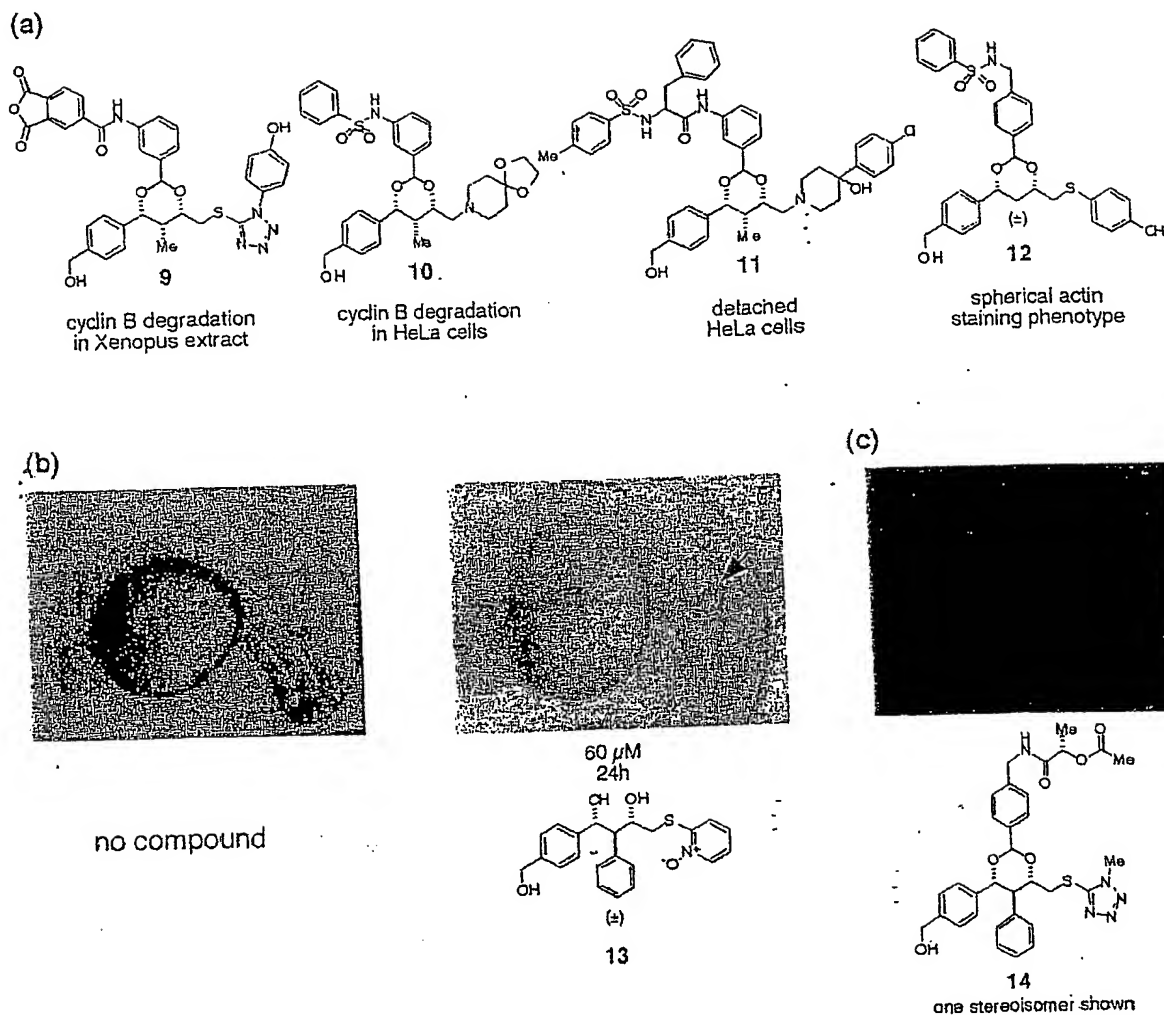 (a)
9
cyclin B degradation
in Xenopus extract
10.
cyclin B degradation
in HeLa cells
11
detached
HeLa cells
(±)
12
spherical actin
staining phenotype
(b)
no compound
60 µM
24h
(±)
13
(c)
14
one stereoisomer shown